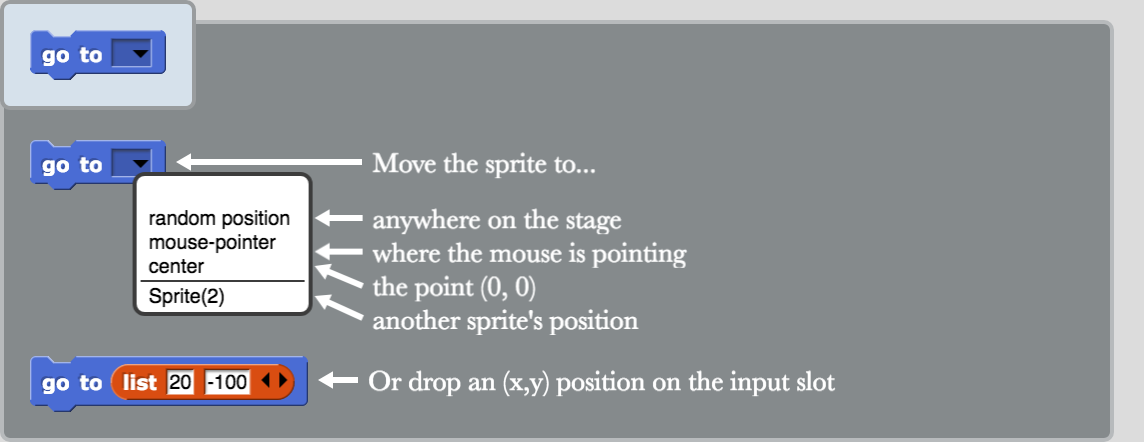 go to
go to
Move the sprite to...
random position
anywhere on the stage
mouse-pointer
where the mouse is pointing
center
the point (0, 0)
Sprite(2)
another sprite's position
go to list 20 -100
Or drop an (x,y) position on the input slot